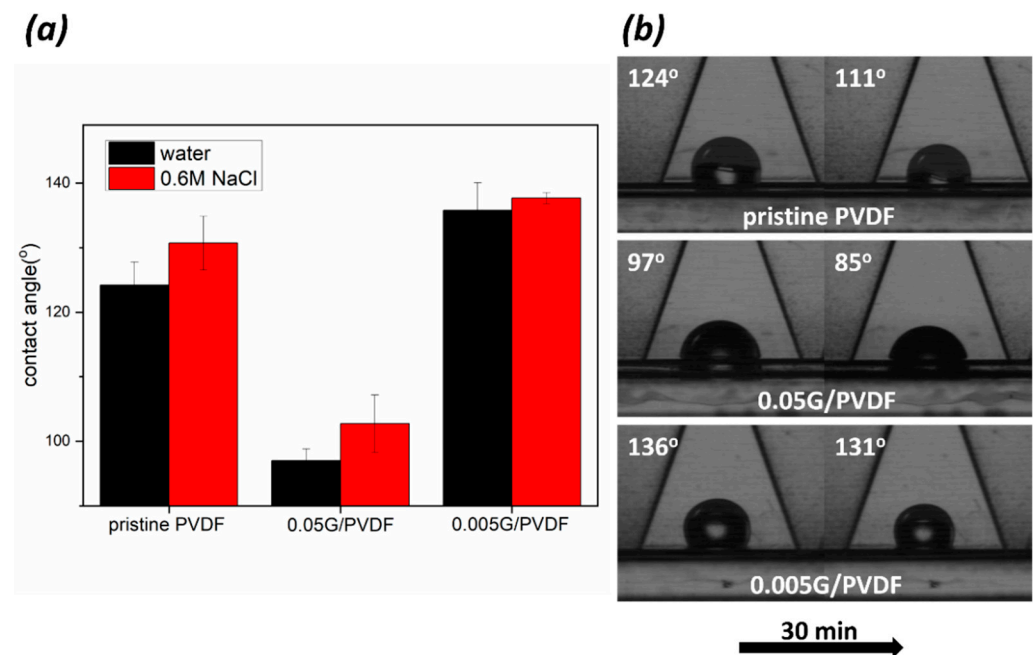 (a)
water
0.6M NaCl
140
120
100
contact angle(°)
pristine PVDF
0.05G/PVDF
0.005G/PVDF
(b)
124° 111°
pristine PVDF
97° 85°
0.05G/PVDF
136° 131°
0.005G/PVDF
30 min